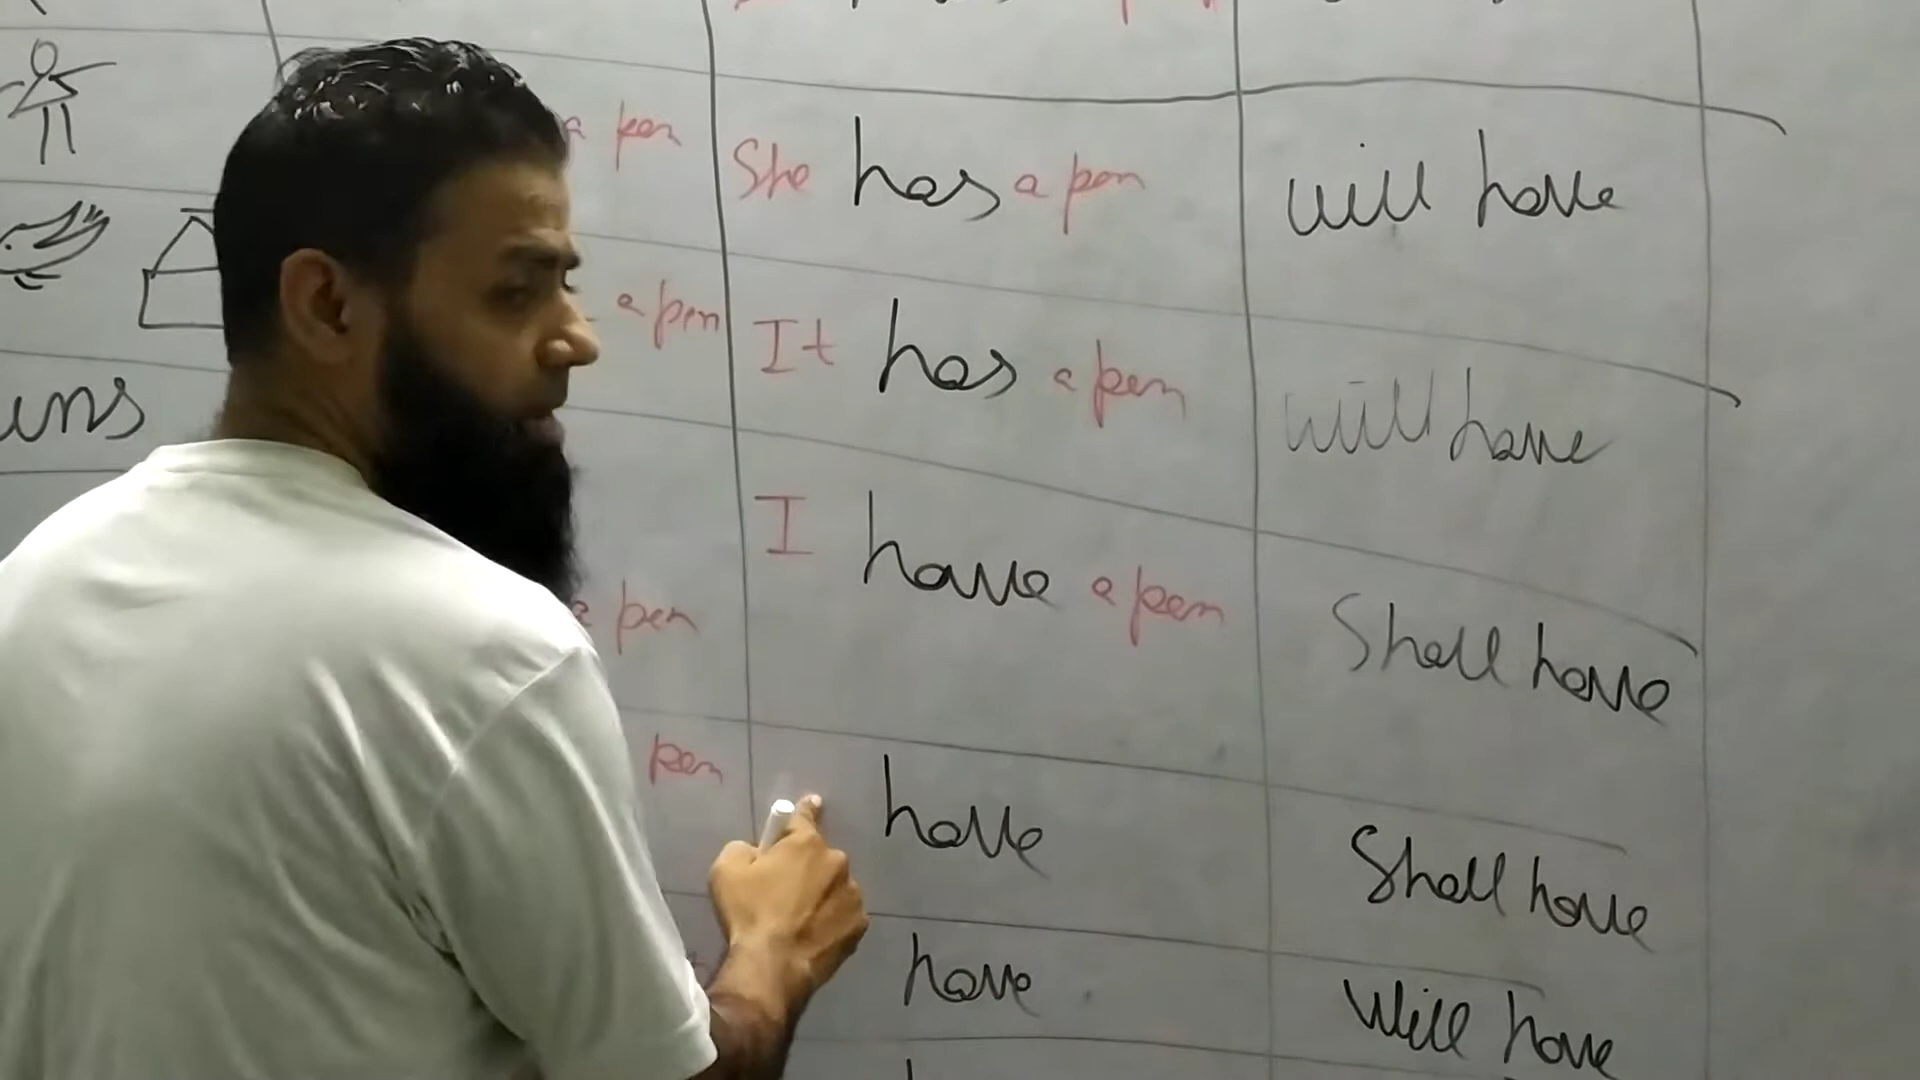 a pen She has a pen will have
a pen It has a pen will have
uns
a pen I have a pen Shall have
pen have Shall have
have Will have